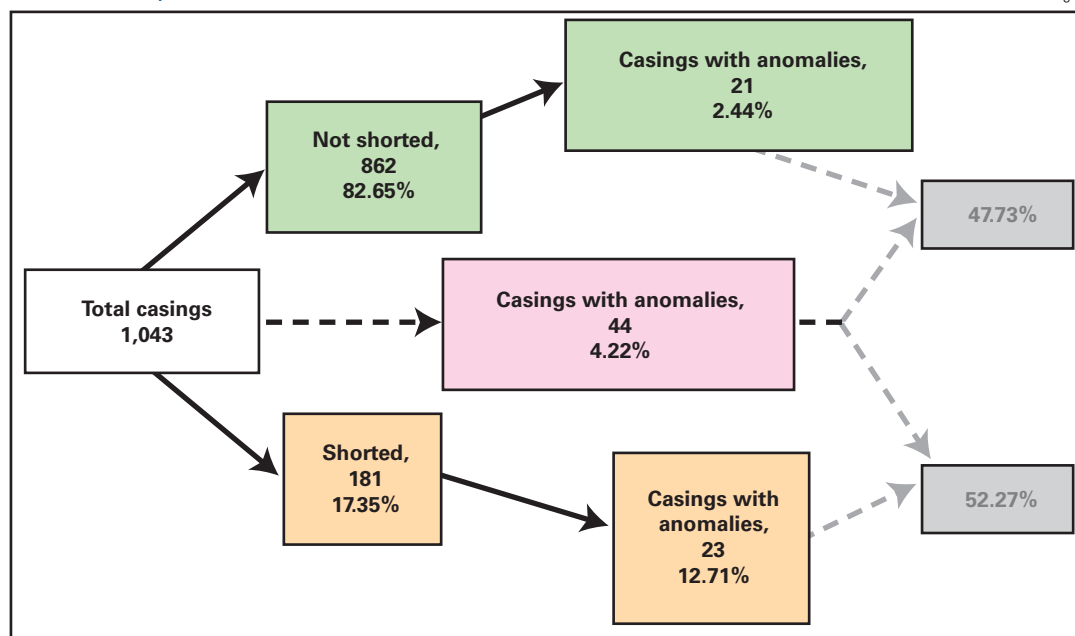 Casings with anomalies,
21
2.44%
Not shorted,
862
82.65%
47.73%
Total casings
1,043
Casings with anomalies,
44
4.22%
Shorted,
181
17.35%
Casings with
anomalies,
23
12.71%
52.27%